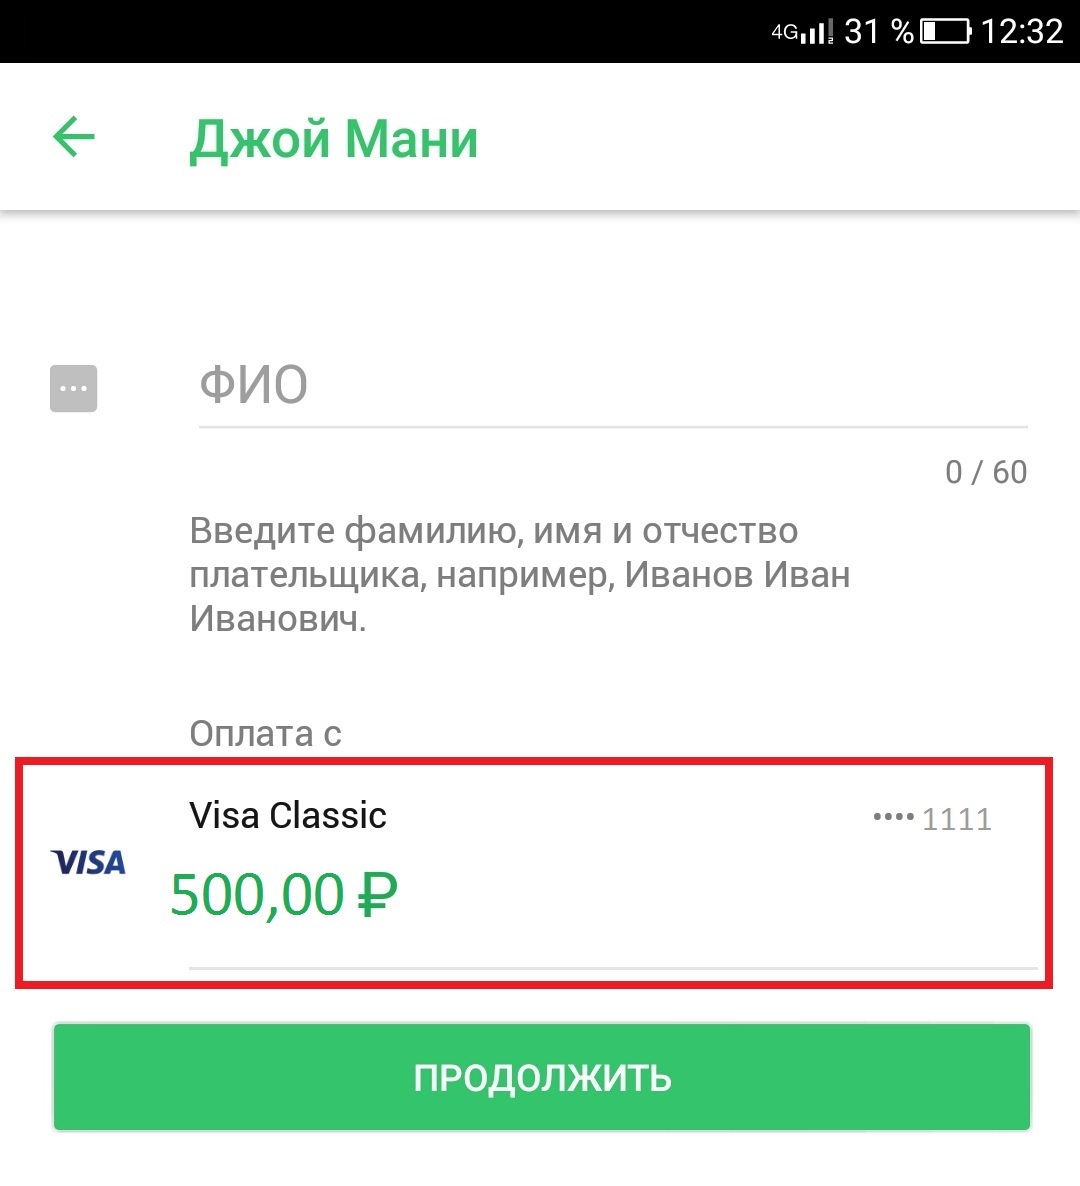 4G 2 31 % 12:32
Джой Мани
ФИО
0 / 60
Введите фамилию, имя и отчество
плательщика, например, Иванов Иван
Иванович.
Оплата с
Visa Classic •••• 1111
VISA
500,00 ₽
ПРОДОЛЖИТЬ